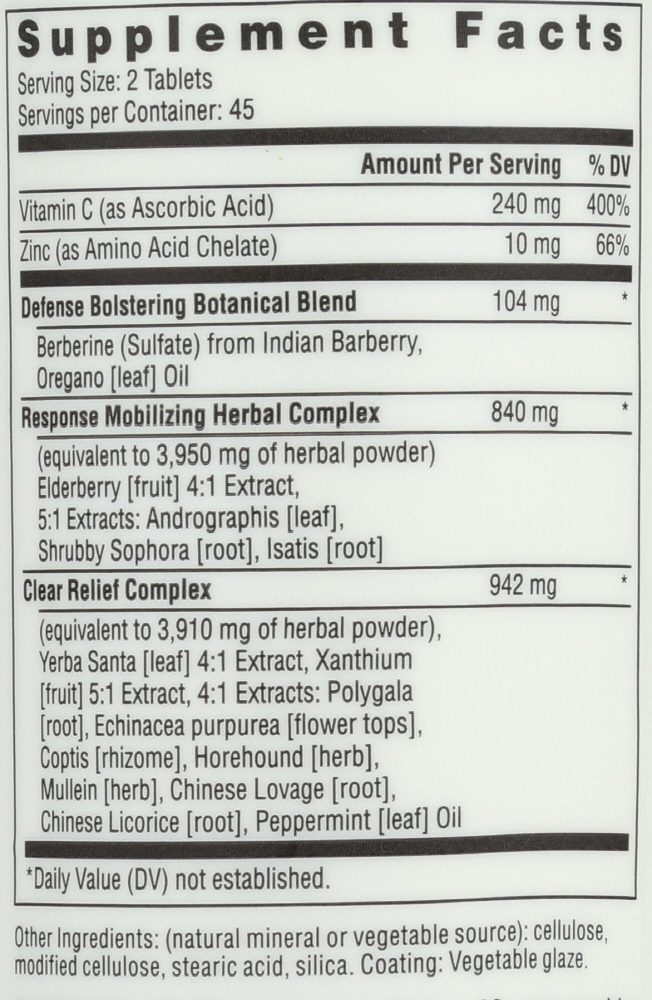 Supplement Facts
Serving Size: 2 Tablets
Servings per Container: 45
Amount Per Serving % DV
Vitamin C (as Ascorbic Acid) 240 mg 400%
Zinc (as Amino Acid Chelate) 10 mg 66%
Defense Bolstering Botanical Blend 104 mg *
Berberine (Sulfate) from Indian Barberry,
Oregano [leaf] Oil
Response Mobilizing Herbal Complex 840 mg *
(equivalent to 3,950 mg of herbal powder)
Elderberry [fruit] 4:1 Extract,
5:1 Extracts: Andrographis [leaf],
Shrubby Sophora [root], Isatis [root]
Clear Relief Complex 942 mg *
(equivalent to 3,910 mg of herbal powder),
Yerba Santa [leaf] 4:1 Extract, Xanthium
[fruit] 5:1 Extract, 4:1 Extracts: Polygala
[root], Echinacea purpurea [flower tops],
Coptis [rhizome], Horehound [herb],
Mullein [herb], Chinese Lovage [root],
Chinese Licorice [root], Peppermint [leaf] Oil
*Daily Value (DV) not established.
Other Ingredients: (natural mineral or vegetable source): cellulose,
modified cellulose, stearic acid, silica. Coating: Vegetable glaze.